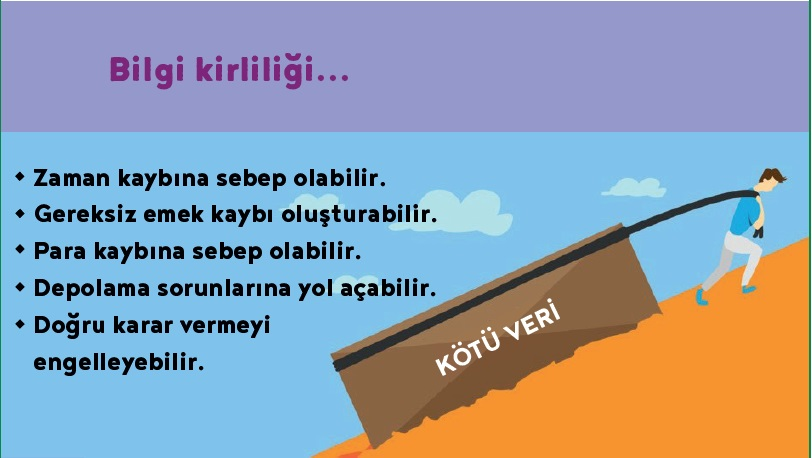 Bilgi kirliliği...
◆ Zaman kaybına sebep olabilir.
◆ Gereksiz emek kaybı oluşturabilir.
◆ Para kaybına sebep olabilir.
◆ Depolama sorunlarına yol açabilir.
◆ Doğru karar vermeyi
engelleyebilir.
KÖTÜ VERİ